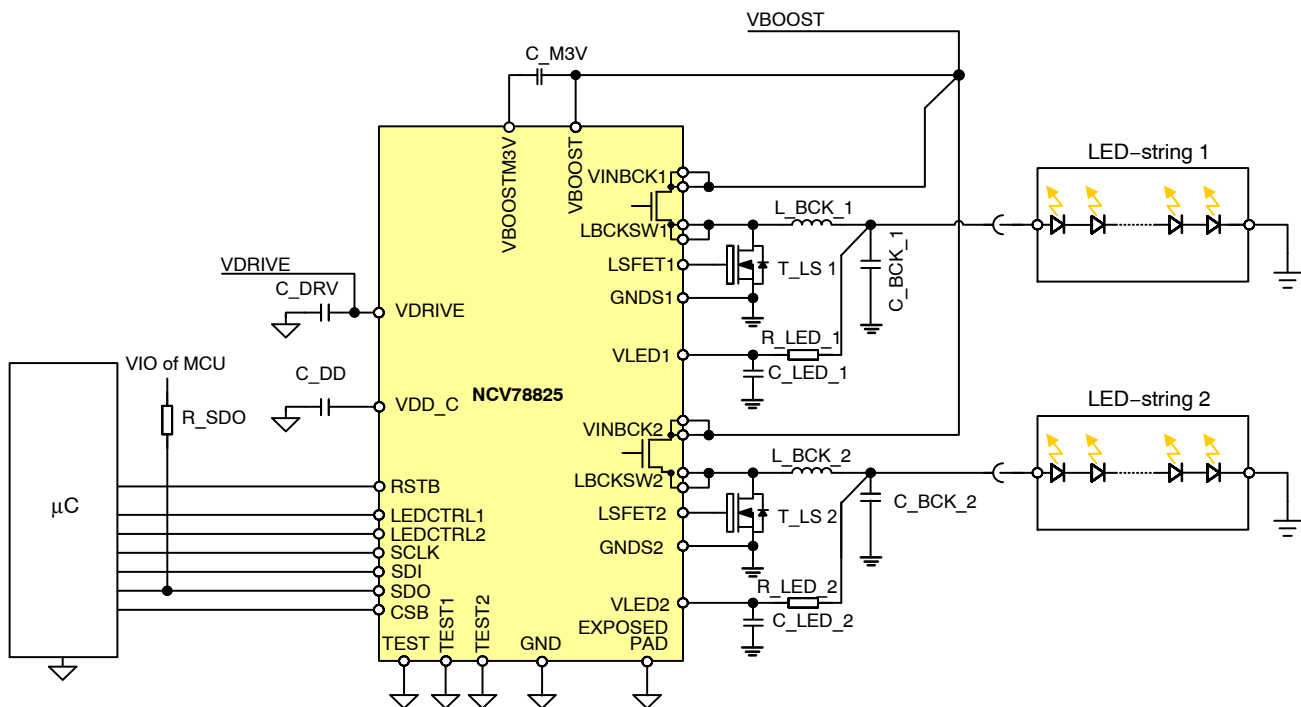 VBOOST
C_M3V
VBOOSTM3V
VBOOST
VINBCK1
LED−string 1
L_BCK_1
LBCKSW1
LSFET1
T_LS 1
C_BCK_1
VDRIVE
C_DRV
GNDS1
VDRIVE
R_LED_1
VLED1
VIO of MCU
C_DD
C_LED_1
NCV78825
VDD_C
R_SDO
LED−string 2
VINBCK2
L_BCK_2
LBCKSW2
RSTB
µC
LEDCTRL1
LSFET2
T_LS 2
C_BCK_2
LEDCTRL2
SCLK
GNDS2
SDI
SDO
R_LED_2
CSB
VLED2
C_LED_2
TEST
TEST1
TEST2
GND
EXPOSED
PAD